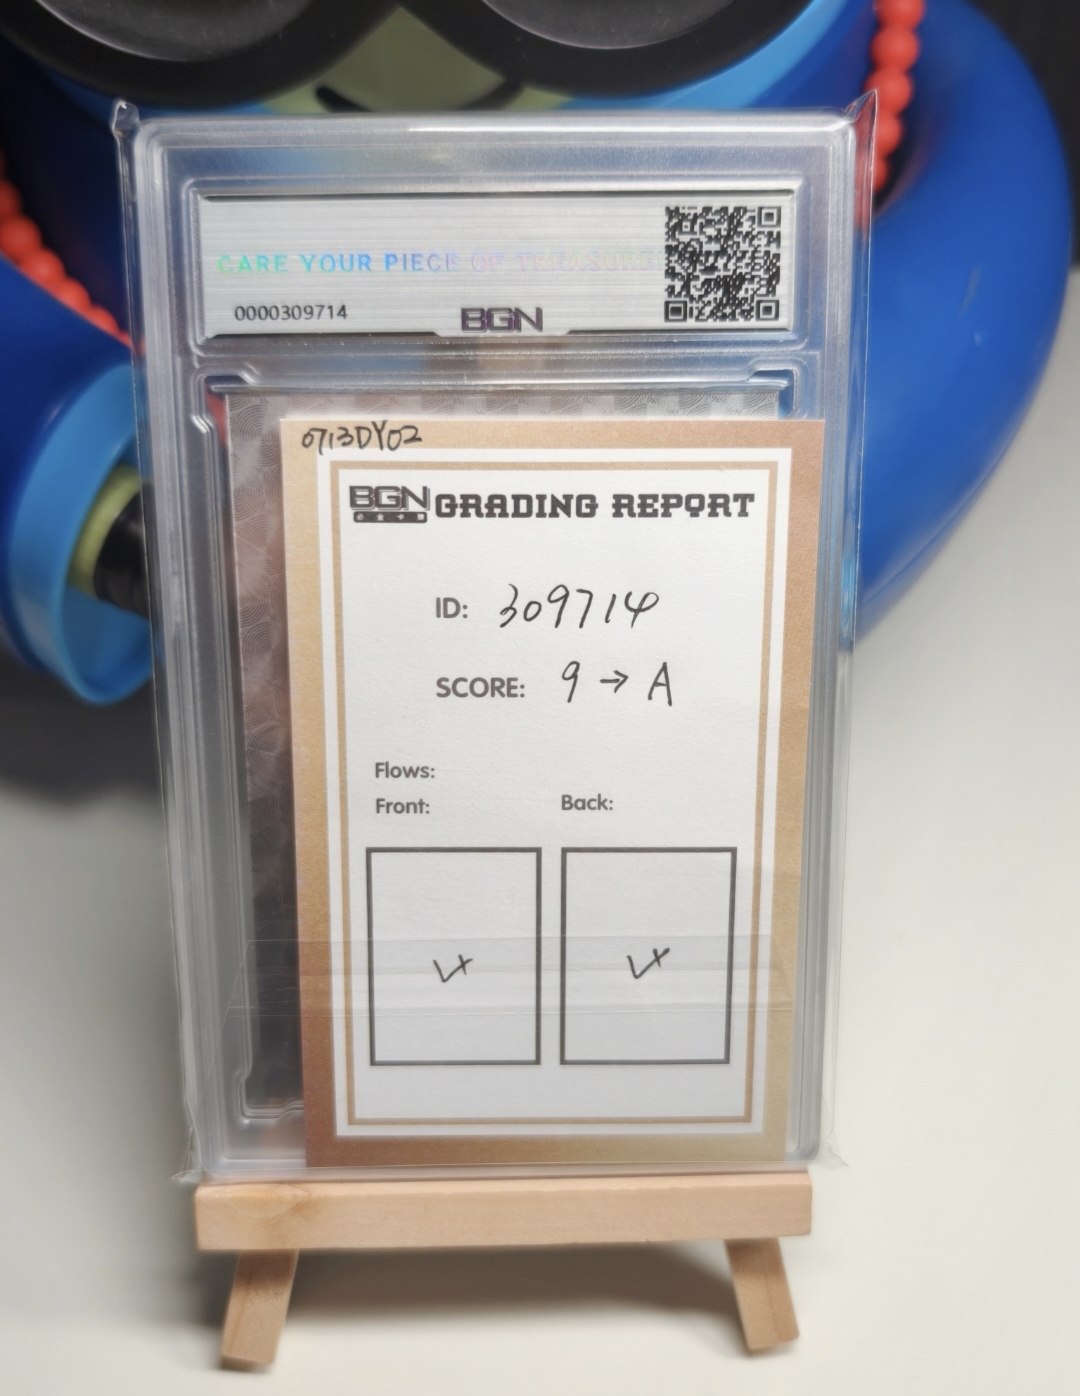 CARE YOUR PIECE OF TREASURE
0000309714
BGN
0713DY02
BGN GRADING REPORT
ID: 309714
SCORE: 9 → A
Flows:
Front:
Back: